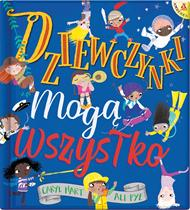 DZIEWCZYNKI
Mogą
wszystko
CARYL HART
ALI PYE